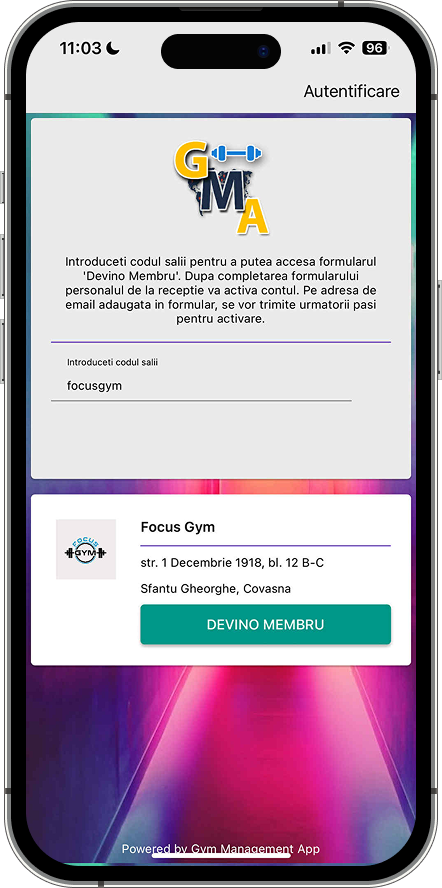 11:03
96
Autentificare
G
M
A
Introduceti codul salii pentru a putea accesa formularul
'Devino Membru'. Dupa completarea formularului
personalul de la receptie va activa contul. Pe adresa de
email adaugata in formular, se vor trimite urmatorii pasi
pentru activare.
Introduceti codul salii
focusgym
FOCUS
GYM
Focus Gym
str. 1 Decembrie 1918, bl. 12 B-C
Sfantu Gheorghe, Covasna
DEVINO MEMBRU
Powered by Gym Management App